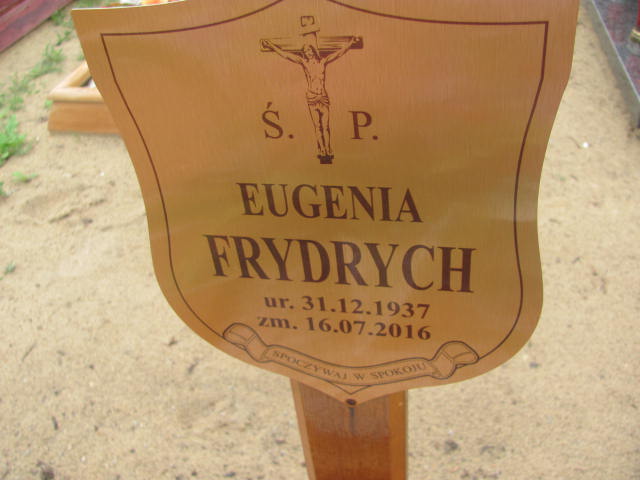 Ś. P.
EUGENIA
FRYDRYCH
ur. 31.12.1937
zm. 16.07.2016
SPOCZYWAJ W SPOKOJU